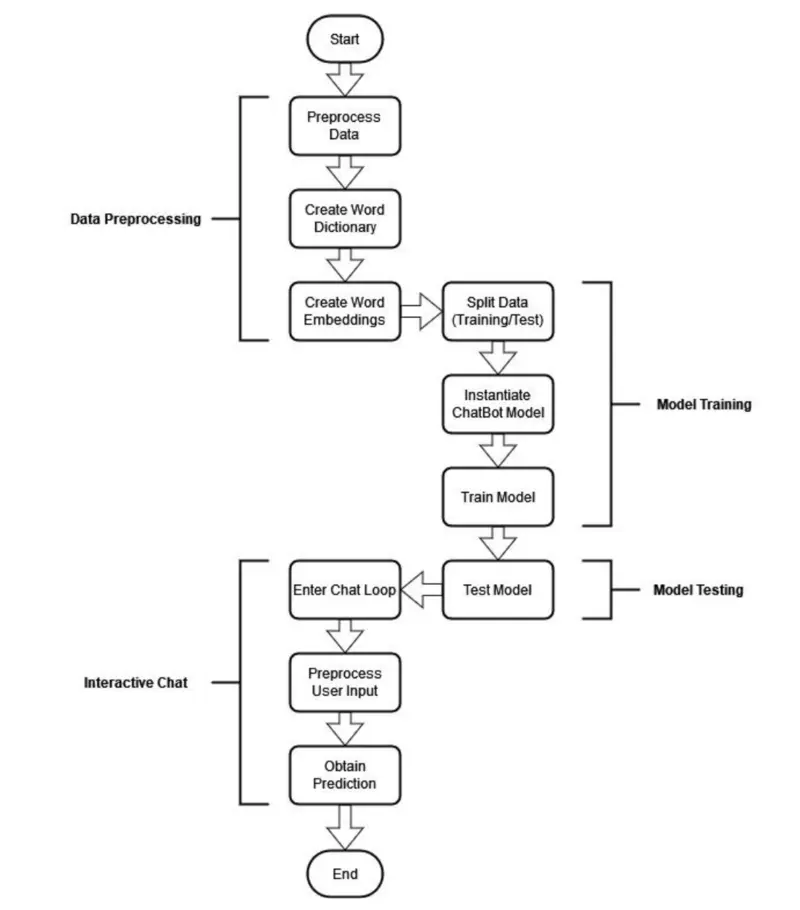 Start
Preprocess
Data
Data Preprocessing
Create Word
Dictionary
Create Word
Embeddings
Split Data
(Training/Test)
Instantiate
ChatBot Model
Model Training
Train Model
Enter Chat Loop
Test Model
Model Testing
Preprocess
User Input
Interactive Chat
Obtain
Prediction
End